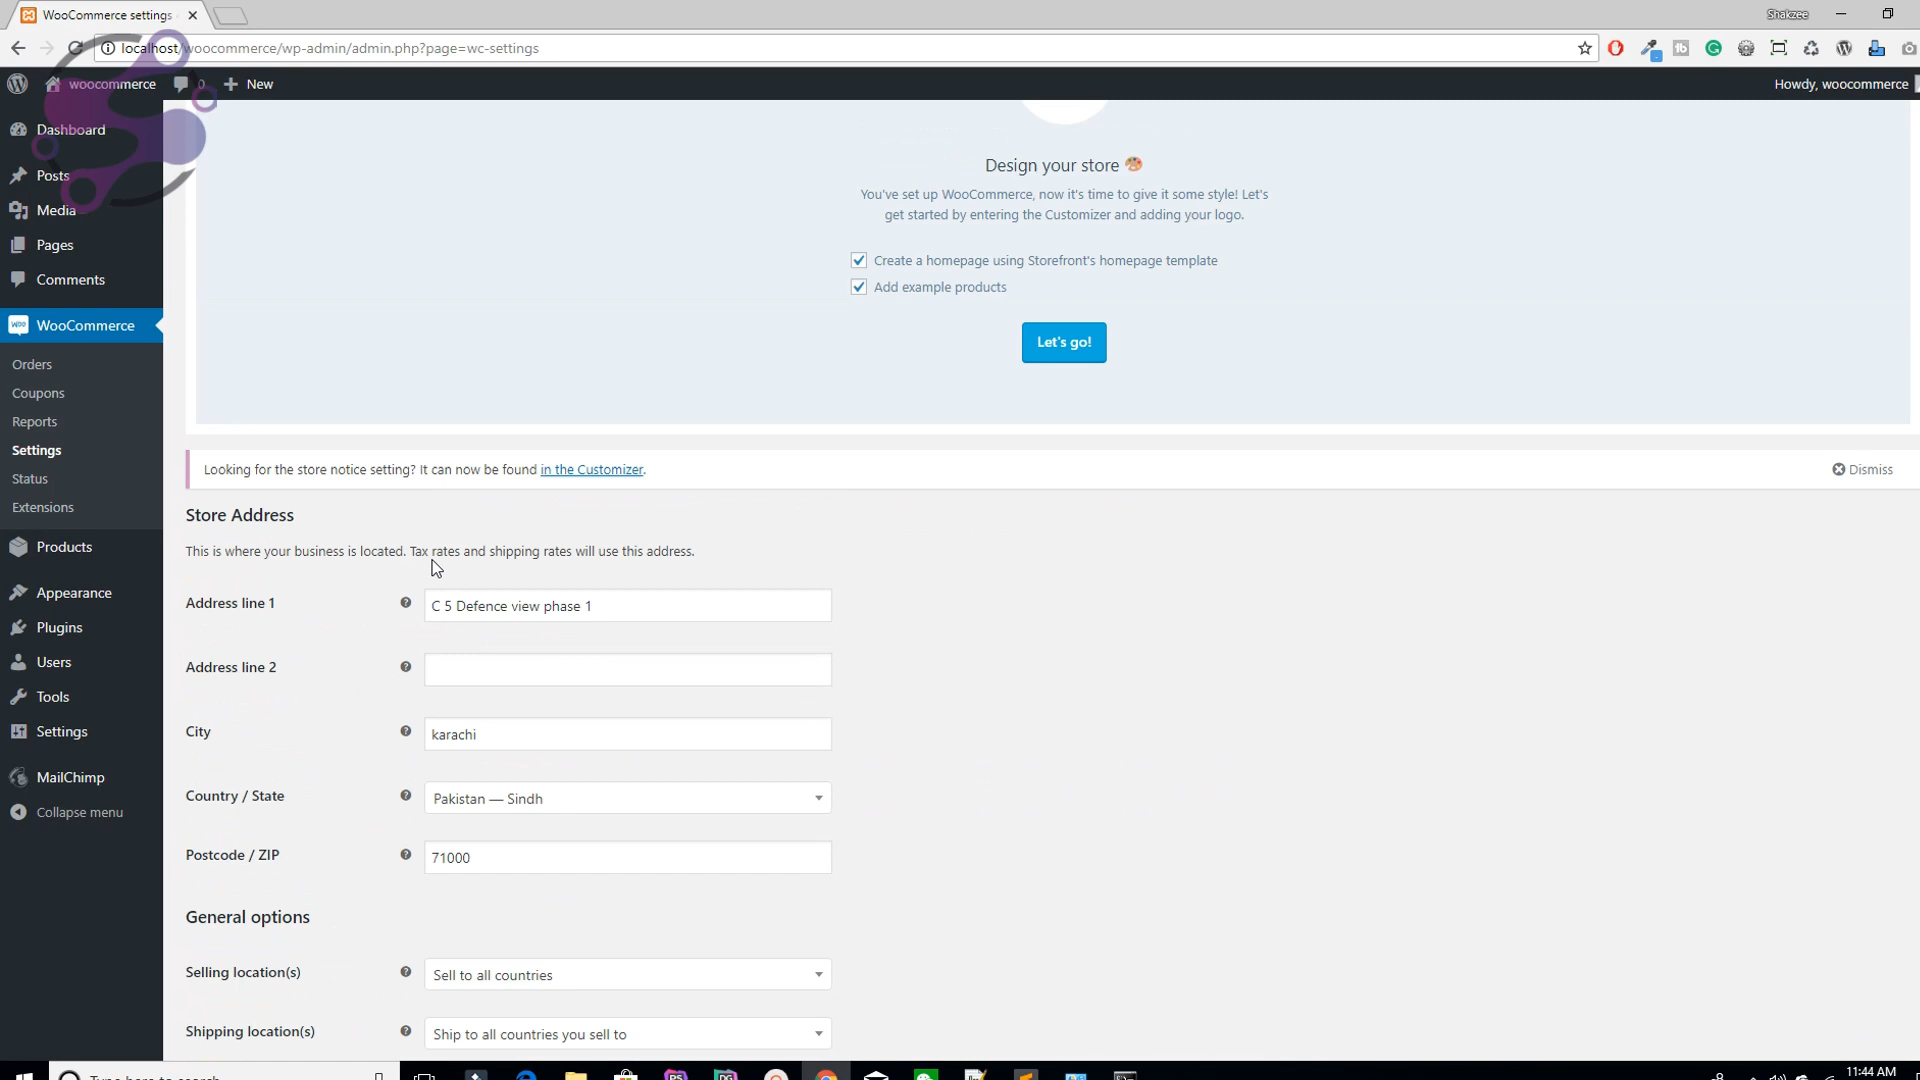 WooCommerce settings
Shakzee
localhost/woocommerce/wp-admin/admin.php?page=wc-settings
woocommerce
0
New
Howdy, woocommerce
Dashboard
Posts
Media
Pages
Comments
WooCommerce
Orders
Coupons
Reports
Settings
Status
Extensions
Products
Appearance
Plugins
Users
Tools
Settings
MailChimp
Collapse menu
Design your store
You've set up WooCommerce, now it's time to give it some style! Let's
get started by entering the Customizer and adding your logo.
Create a homepage using Storefront's homepage template
Add example products
Let's go!
Looking for the store notice setting? It can now be found in the Customizer.
Dismiss
Store Address
This is where your business is located. Tax rates and shipping rates will use this address.
Address line 1
C 5 Defence view phase 1
Address line 2
City
karachi
Country / State
Pakistan — Sindh
Postcode / ZIP
71000
General options
Selling location(s)
Sell to all countries
Shipping location(s)
Ship to all countries you sell to
Type here to search
11:44 AM